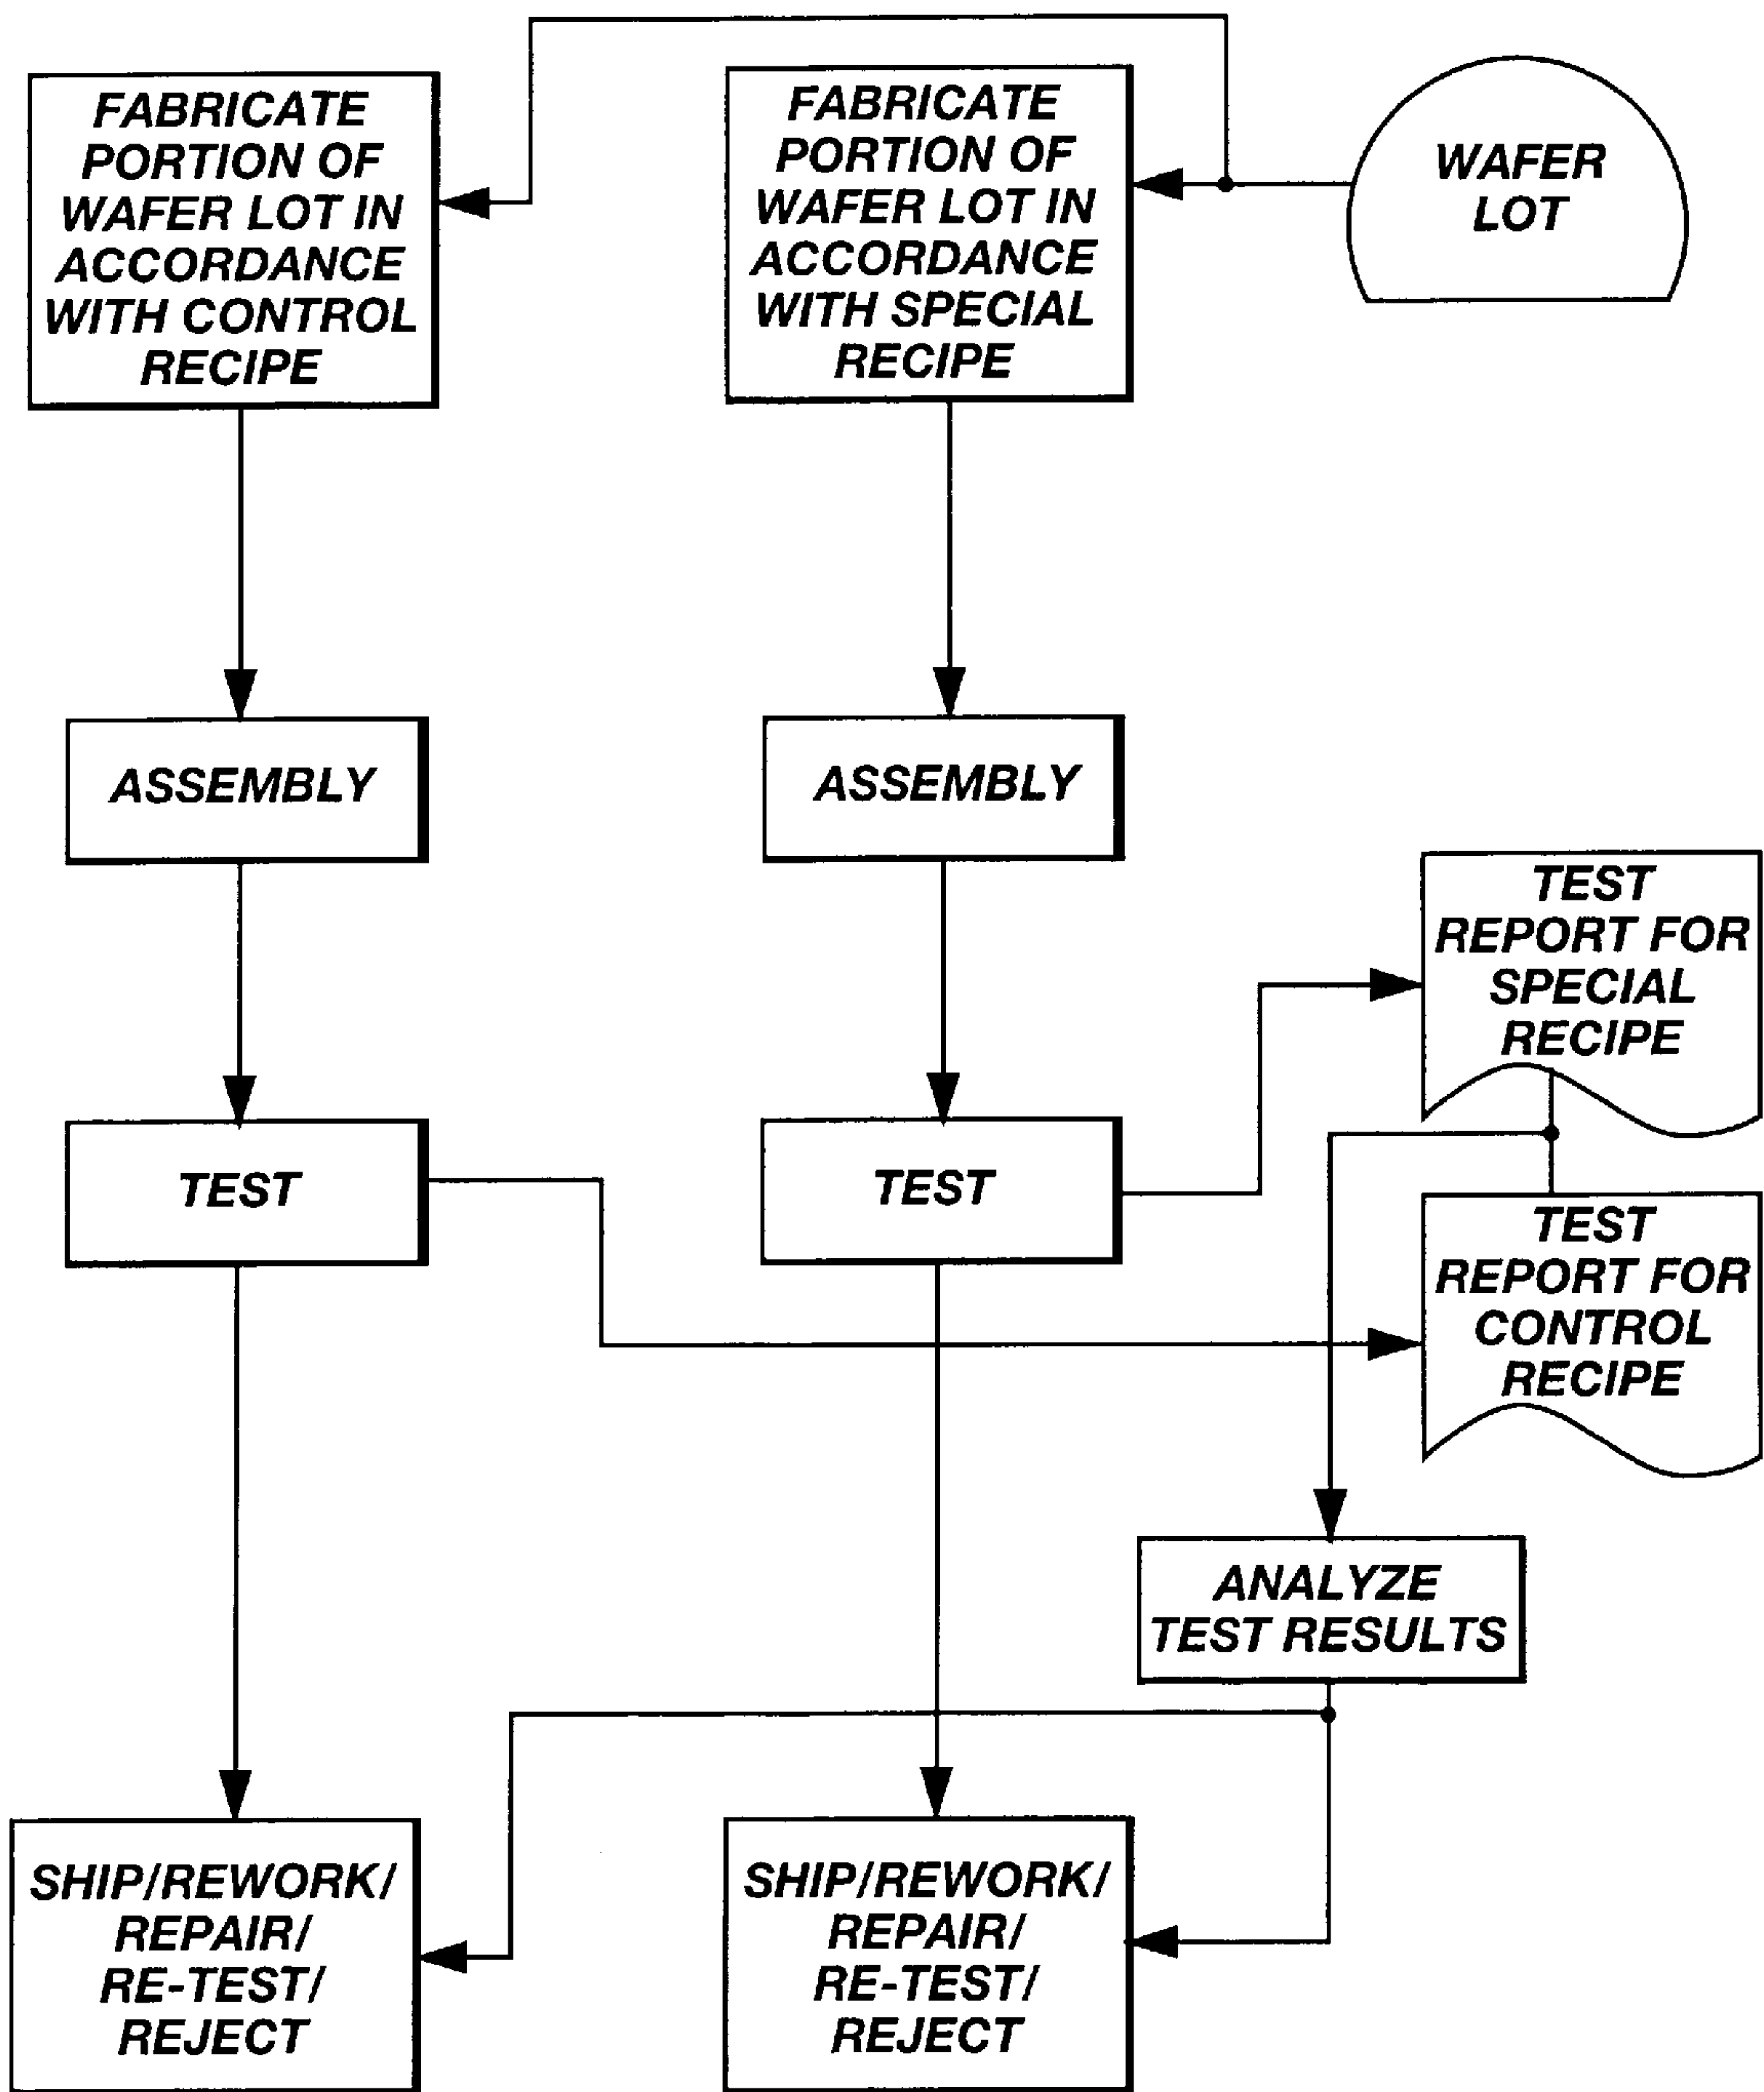 FABRICATE
PORTION OF
WAFER LOT IN
ACCORDANCE
WITH CONTROL
RECIPE
FABRICATE
PORTION OF
WAFER LOT IN
ACCORDANCE
WITH SPECIAL
RECIPE
WAFER
LOT
ASSEMBLY
ASSEMBLY
TEST
REPORT FOR
SPECIAL
RECIPE
TEST
TEST
TEST
REPORT FOR
CONTROL
RECIPE
ANALYZE
TEST RESULTS
SHIP/REWORK/
REPAIR/
RE-TEST/
REJECT
SHIP/REWORK/
REPAIR/
RE-TEST/
REJECT